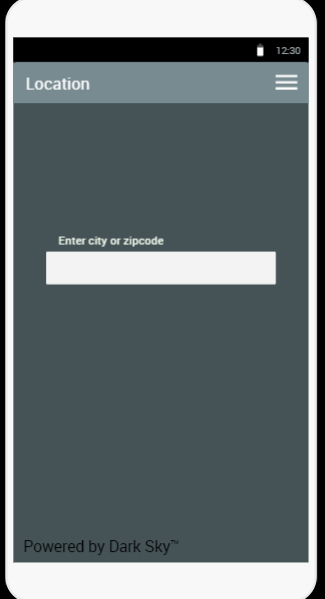 12:30
Location
Enter city or zipcode
Powered by Dark Sky™